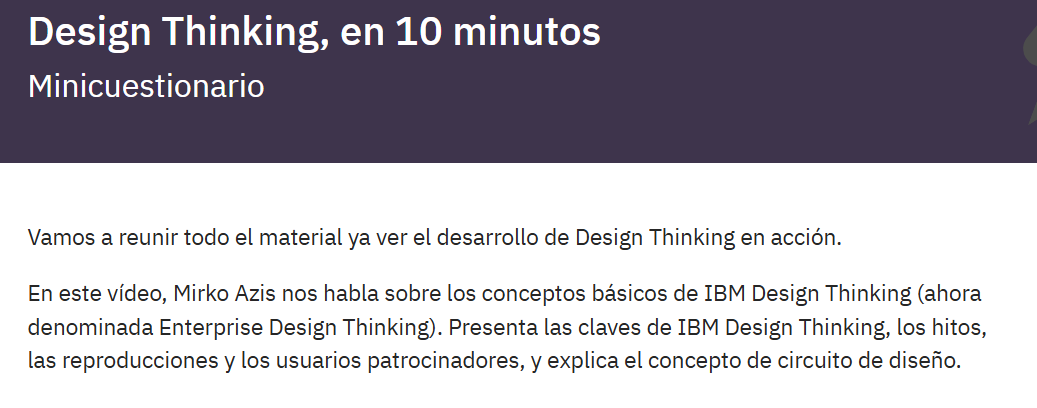 Design Thinking, en 10 minutos
Minicuestionario
Vamos a reunir todo el material ya ver el desarrollo de Design Thinking en acción.
En este vídeo, Mirko Azis nos habla sobre los conceptos básicos de IBM Design Thinking (ahora
denominada Enterprise Design Thinking). Presenta las claves de IBM Design Thinking, los hitos,
las reproducciones y los usuarios patrocinadores, y explica el concepto de circuito de diseño.